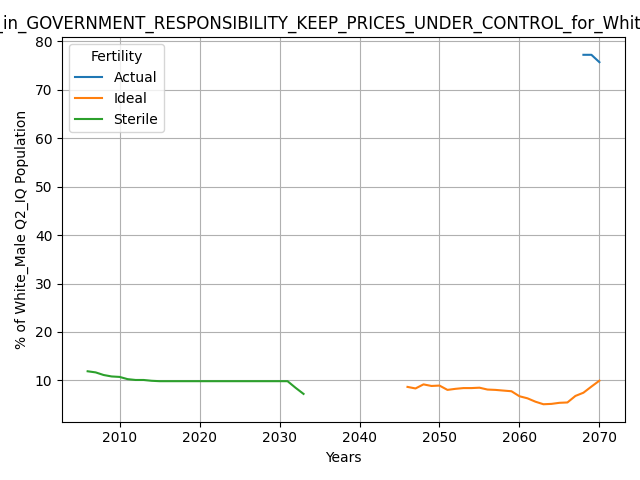 _in_GOVERNMENT_RESPONSIBILITY_KEEP_PRICES_UNDER_CONTROL_for_Whit
Fertility
Actual
Ideal
Sterile
% of White_Male Q2_IQ Population
80
70
60
50
40
30
20
10
2010 2020 2030 2040 2050 2060 2070
Years